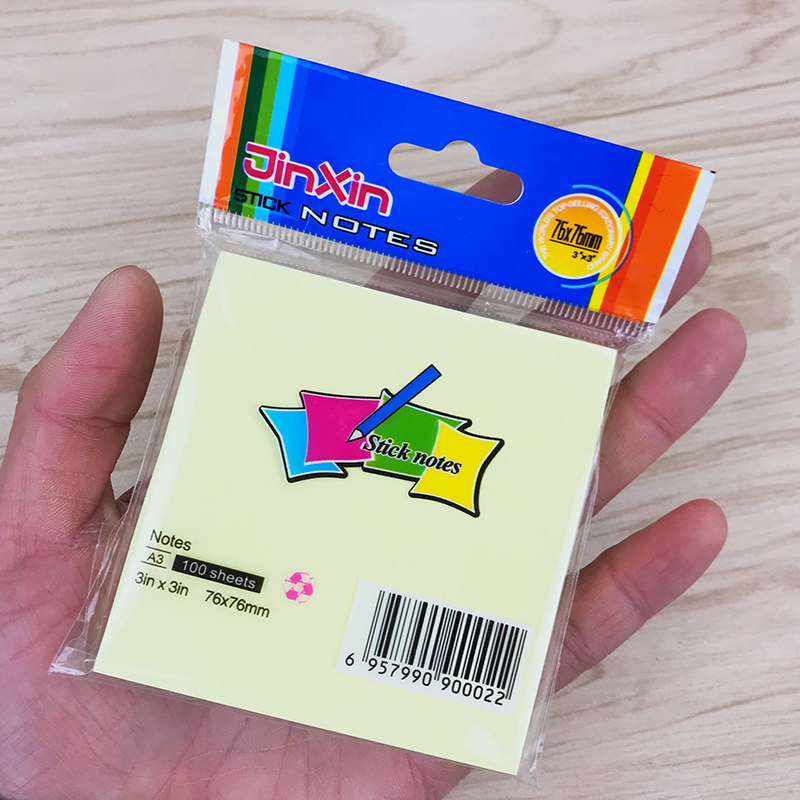 JinXin
STICK NOTES
76x76mm
3"x3"
Stick notes
Notes
A3 100 sheets
3in x 3in 76x76mm
6 957990 900022